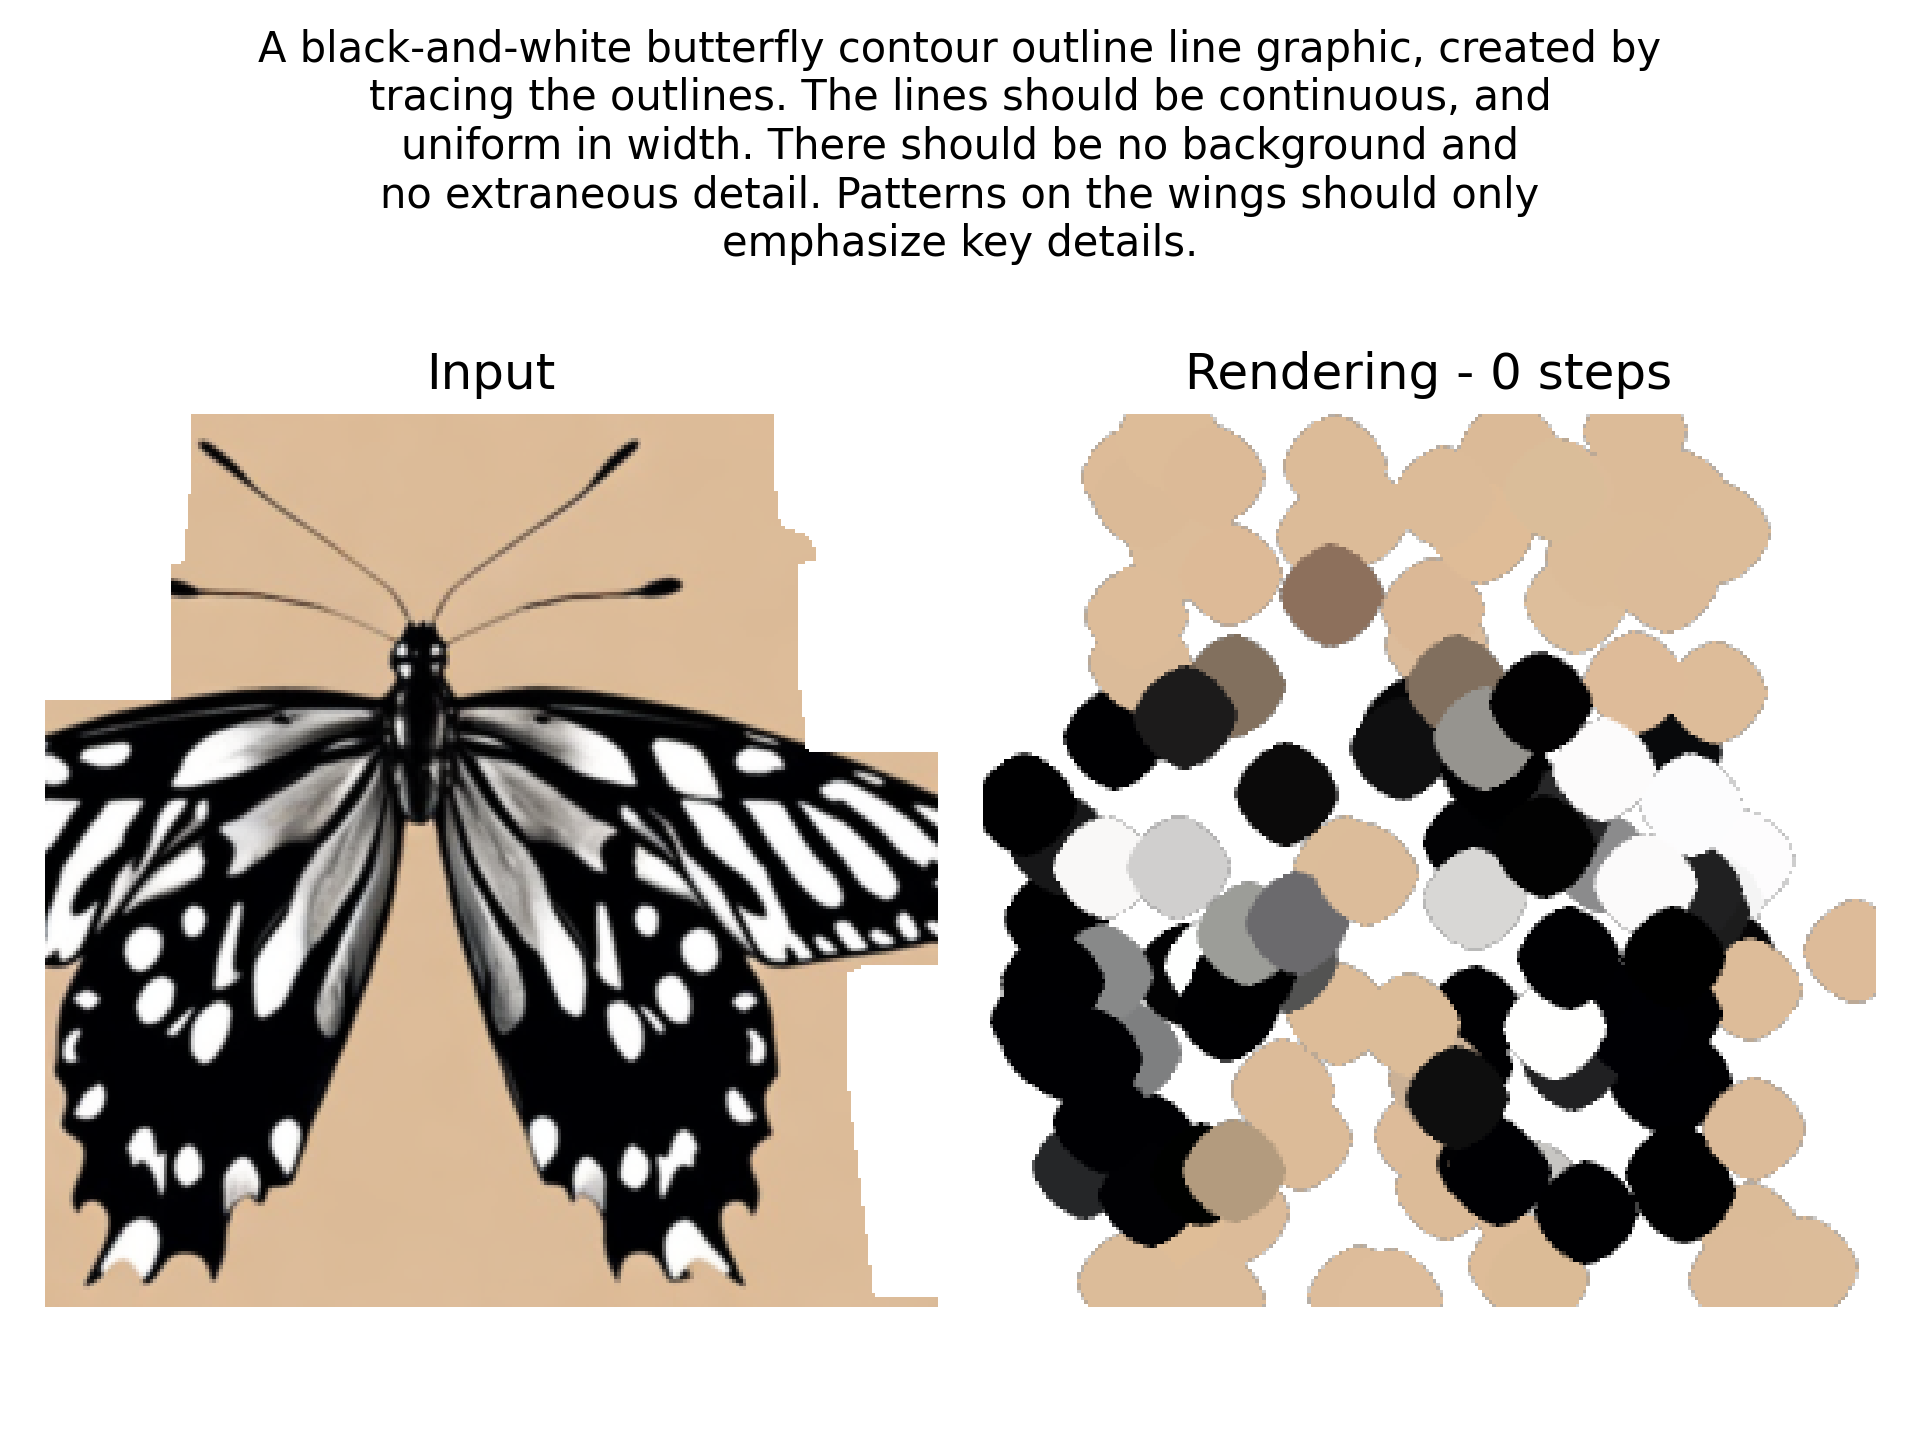 A black-and-white butterfly contour outline line graphic, created by
tracing the outlines. The lines should be continuous, and
uniform in width. There should be no background and
no extraneous detail. Patterns on the wings should only
emphasize key details.
Input
Rendering - 0 steps